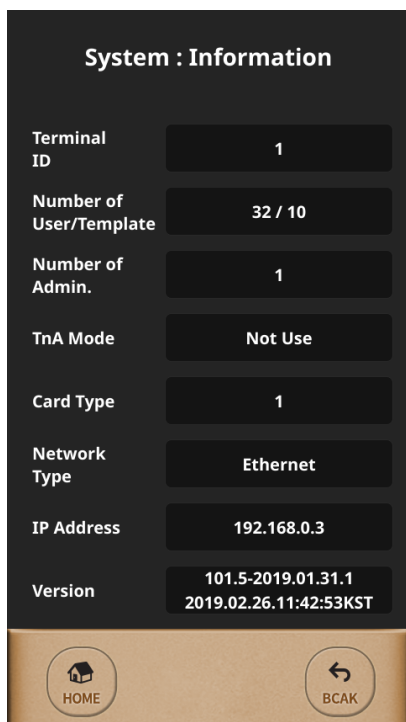 System : Information
Terminal
ID
1
Number of
User/Template
32 / 10
Number of
Admin.
1
TnA Mode
Not Use
Card Type
1
Network
Type
Ethernet
IP Address
192.168.0.3
Version
101.5-2019.01.31.1
2019.02.26.11:42:53KST
HOME
BCAK